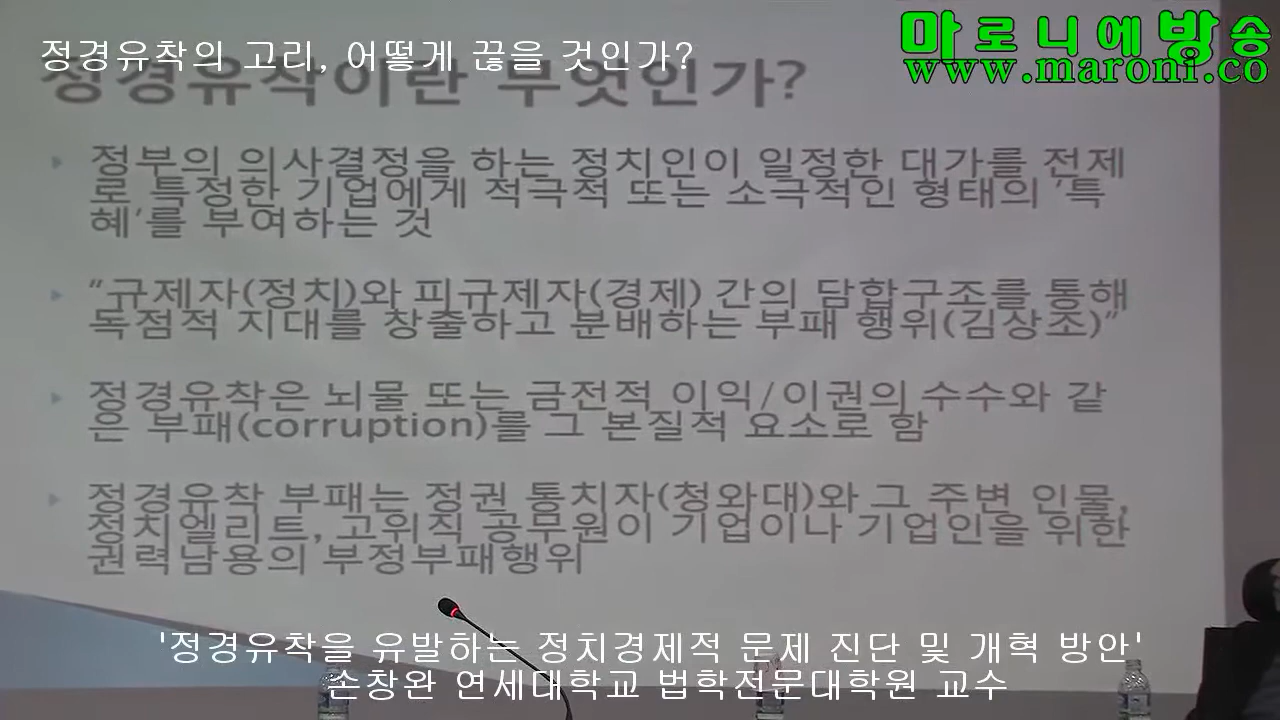 정경유착의 고리, 어떻게 끊을 것인가?
마로니에방송
www.maroni.co
정경유착이란 무엇인가?
정부의 의사결정을 하는 정치인이 일정한 대가를 전제
로 특정한 기업에게 적극적 또는 소극적인 형태의 '특
혜'를 부여하는 것
"규제자(정치)와 피규제자(경제) 간의 담합구조를 통해
독점적 지대를 창출하고 분배하는 부패 행위(김상조)"
정경유착은 뇌물 또는 금전적 이익/이권의 수수와 같
은 부패(corruption)를 그 본질적 요소로 함
정경유착 부패는 정권 통치자(청와대)와 그 주변 인물,
정치엘리트, 고위직 공무원이 기업이나 기업인을 위한
권력남용의 부정부패행위
'정경유착을 유발하는 정치경제적 문제 진단 및 개혁 방안'
손창완 연세대학교 법학전문대학원 교수